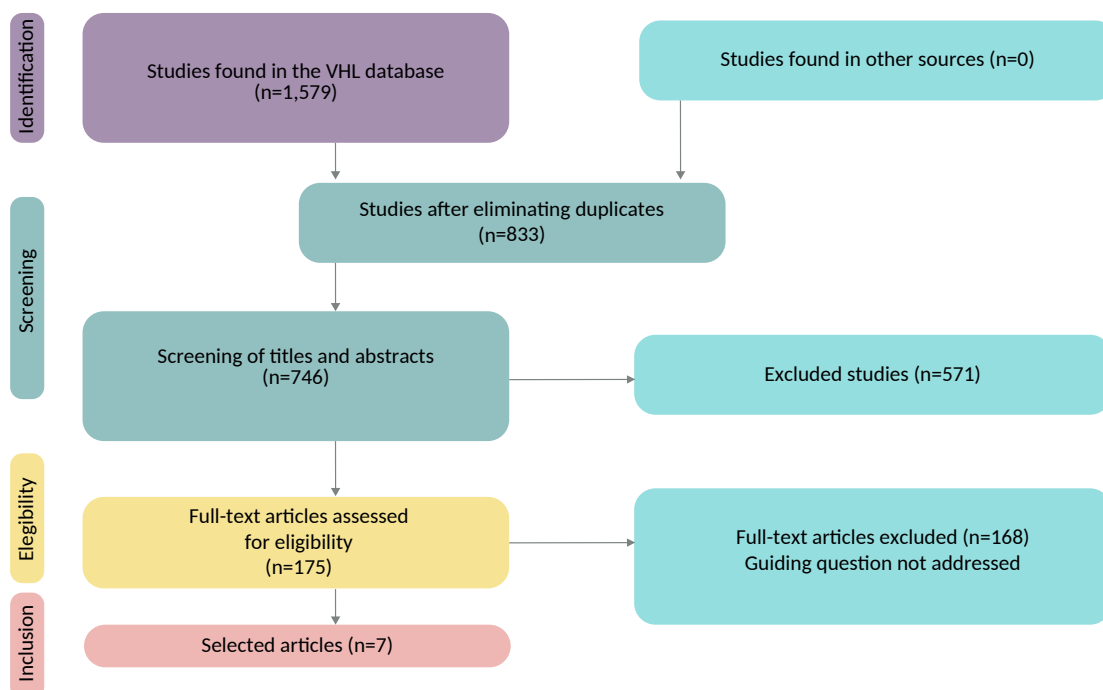 Identification
Studies found in the VHL database
(n=1,579)
Studies found in other sources (n=0)
Screening
Studies after eliminating duplicates
(n=833)
Screening of titles and abstracts
(n=746)
Excluded studies (n=571)
Elegibility
Full-text articles assessed
for eligibility
(n=175)
Full-text articles excluded (n=168)
Guiding question not addressed
Inclusion
Selected articles (n=7)